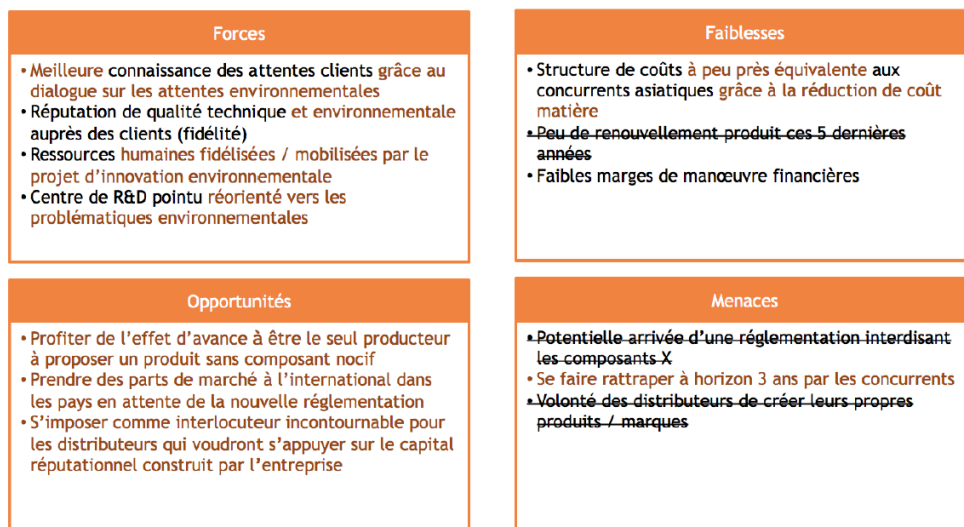 Forces
• Meilleure connaissance des attentes clients grâce au
dialogue sur les attentes environnementales
• Réputation de qualité technique et environnementale
auprès des clients (fidélité)
• Ressources humaines fidélisées / mobilisées par le
projet d'innovation environnementale
• Centre de R&D pointu réorienté vers les
problématiques environnementales
Faiblesses
• Structure de coûts à peu près équivalente aux
concurrents asiatiques grâce à la réduction de coût
matière
• Peu de renouvellement produit ces 5 dernières
années
• Faibles marges de manœuvre financières
Opportunités
• Profiter de l'effet d'avance à être le seul producteur
à proposer un produit sans composant nocif
• Prendre des parts de marché à l'international dans
les pays en attente de la nouvelle réglementation
• S'imposer comme interlocuteur incontournable pour
les distributeurs qui voudront s'appuyer sur le capital
réputationnel construit par l'entreprise
Menaces
• Potentielle arrivée d'une réglementation interdisant
les composants X
• Se faire rattraper à horizon 3 ans par les concurrents
• Volonté des distributeurs de créer leurs propres
produits / marques